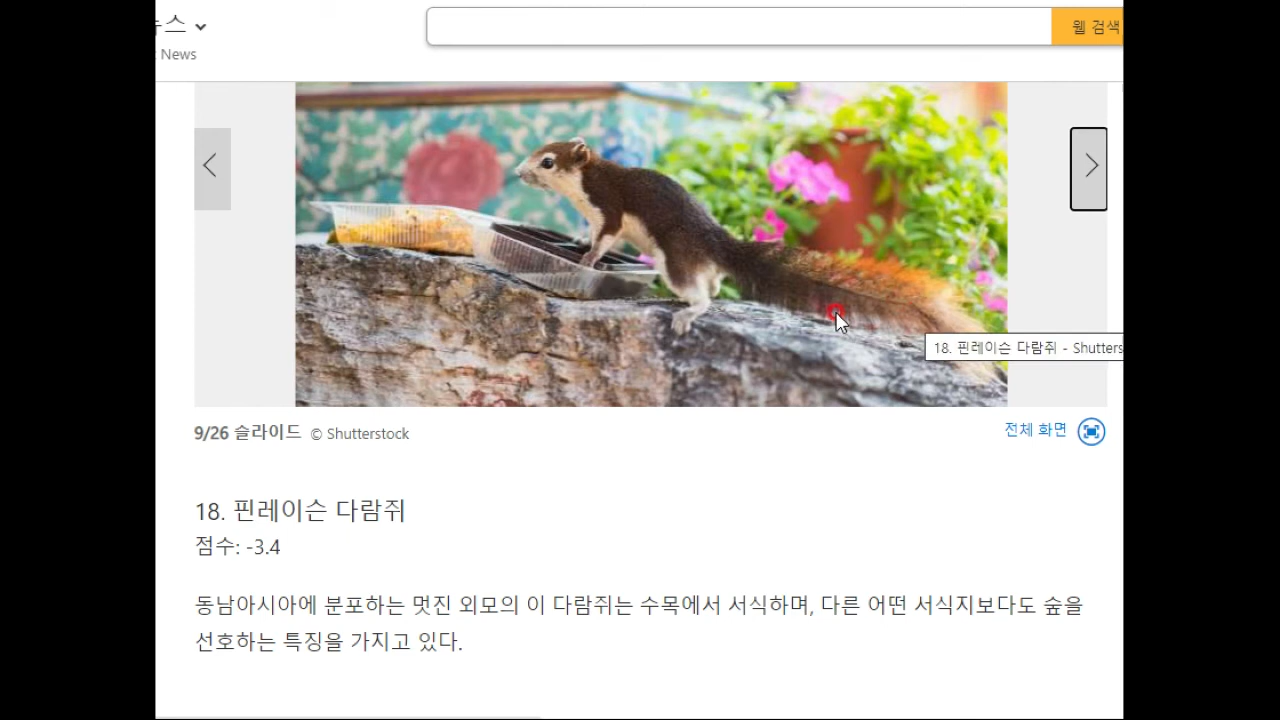 뉴스
News
웹 검색
18. 핀레이슨 다람쥐 - Shutters
9/26 슬라이드 © Shutterstock
전체 화면
18. 핀레이슨 다람쥐
점수: -3.4
동남아시아에 분포하는 멋진 외모의 이 다람쥐는 수목에서 서식하며, 다른 어떤 서식지보다도 숲을
선호하는 특징을 가지고 있다.